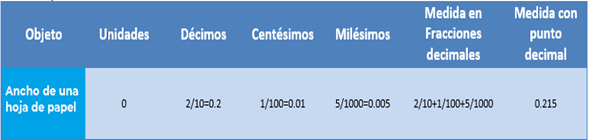 Objeto Unidades Décimos Centésimos Milésimos Medida en Fracciones decimales Medida con punto decimal
Ancho de una hoja de papel 0 2/10=0.2 1/100=0.01 5/1000=0.005 2/10+1/100+5/1000 0.215